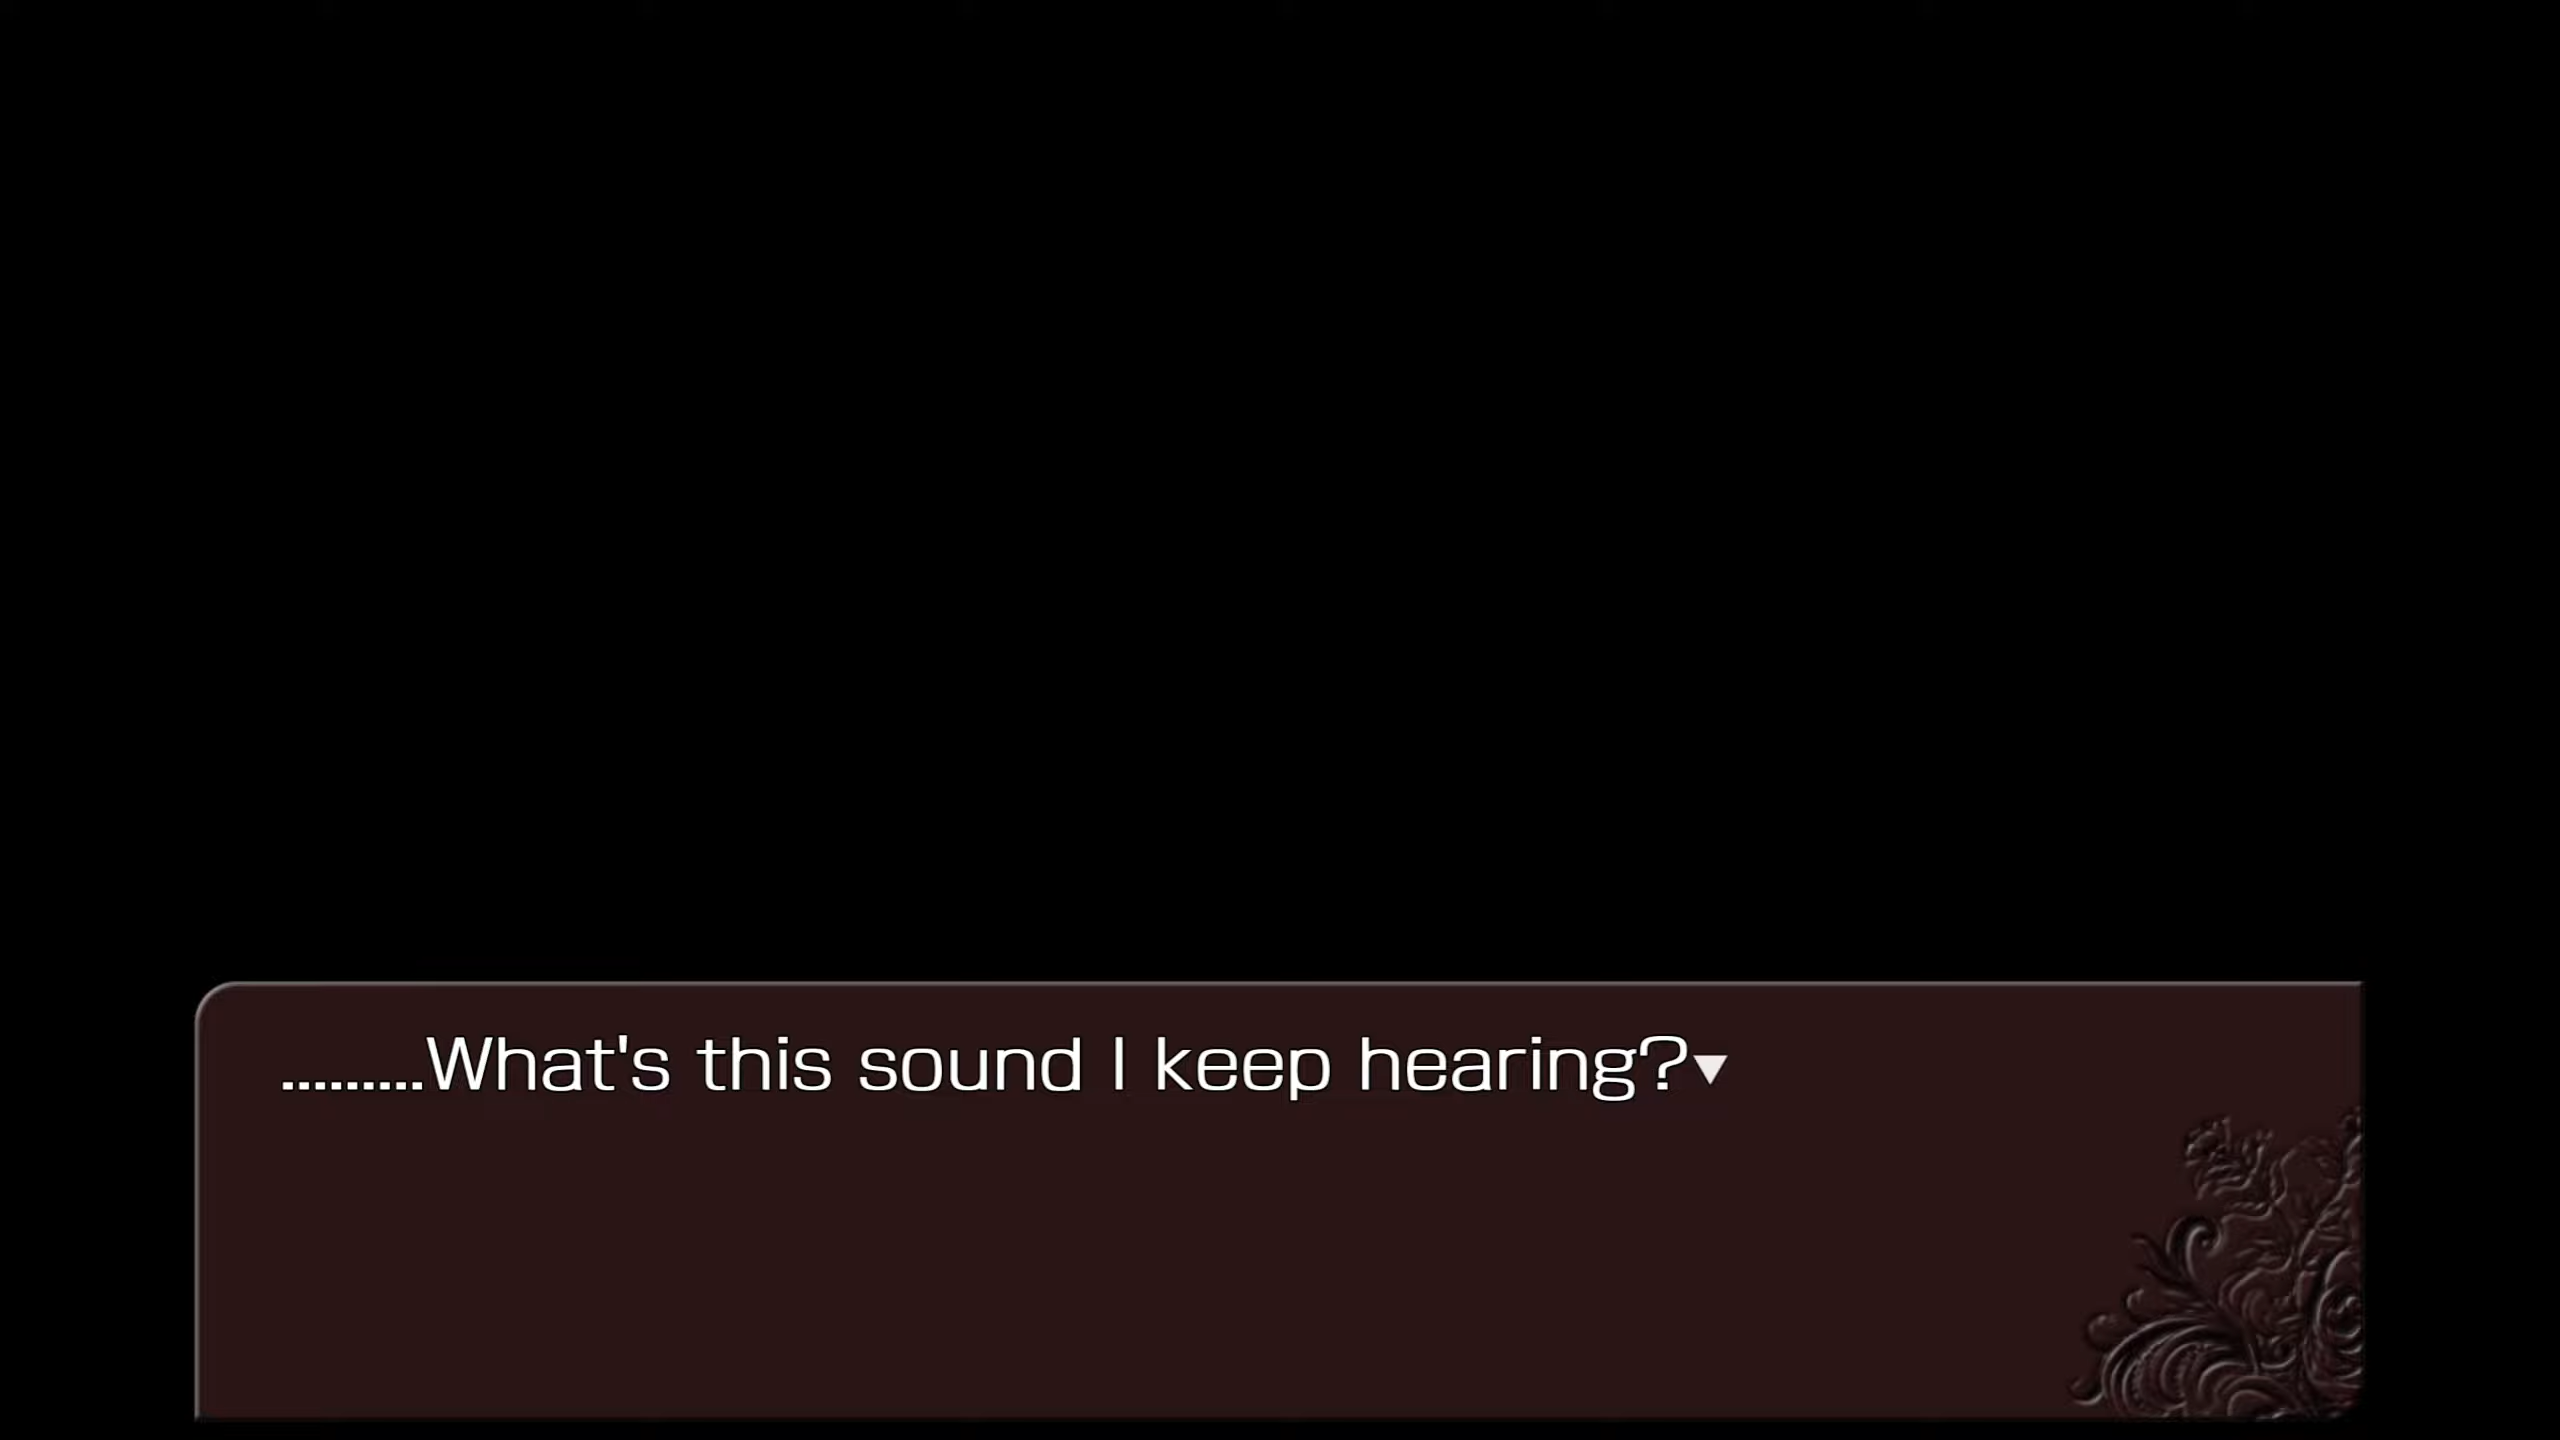 .........What's this sound I keep hearing?▼